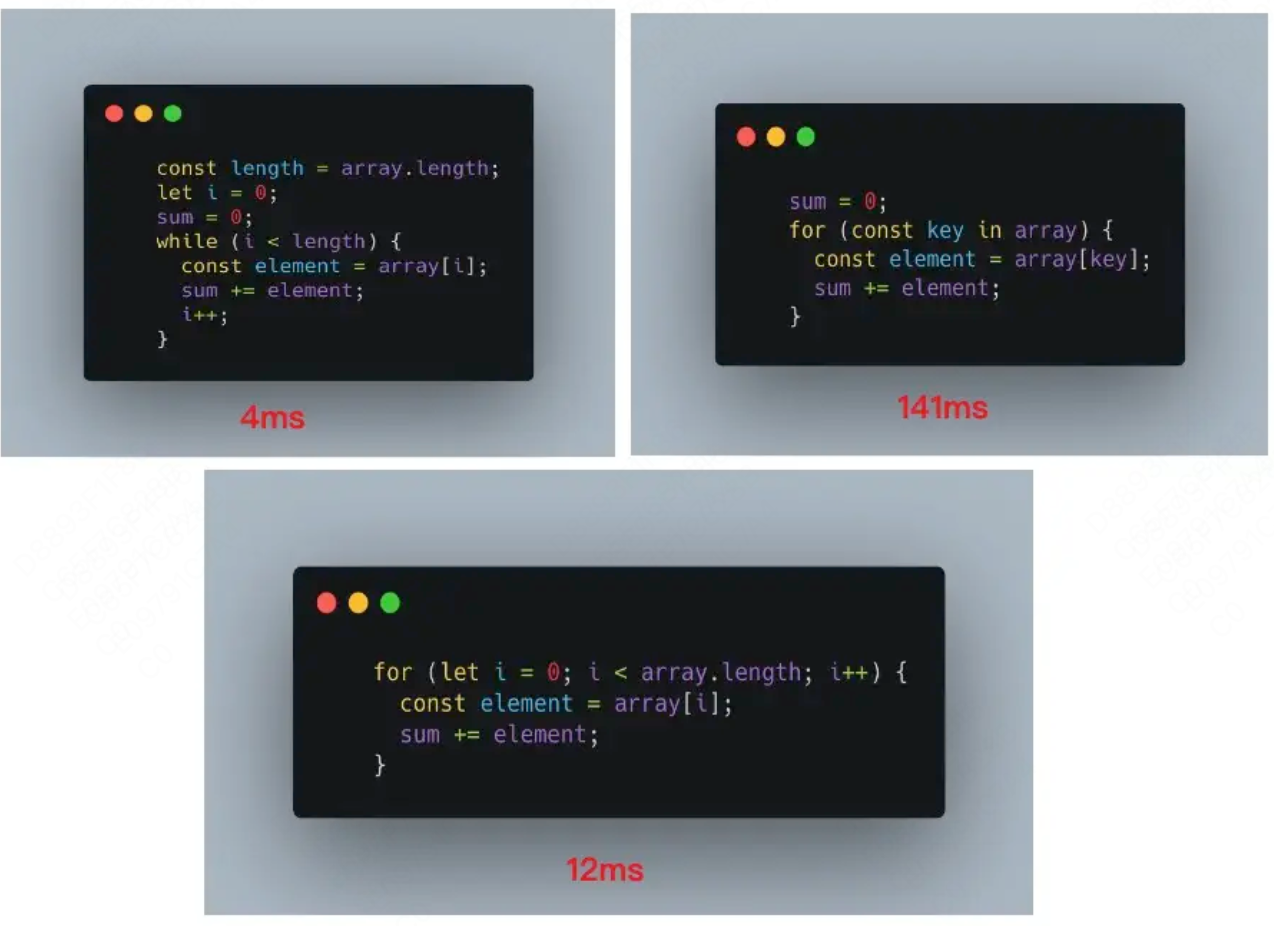 const length = array.length;
let i = 0;
sum = 0;
while (i < length) {
  const element = array[i];
  sum += element;
  i++;
}
4ms
sum = 0;
for (const key in array) {
  const element = array[key];
  sum += element;
}
141ms
for (let i = 0; i < array.length; i++) {
  const element = array[i];
  sum += element;
}
12ms